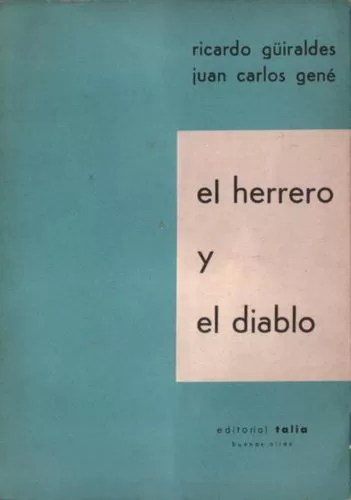 ricardo güiraldes
juan carlos gené
el herrero
y
el diablo
editorial talia
buenos aires